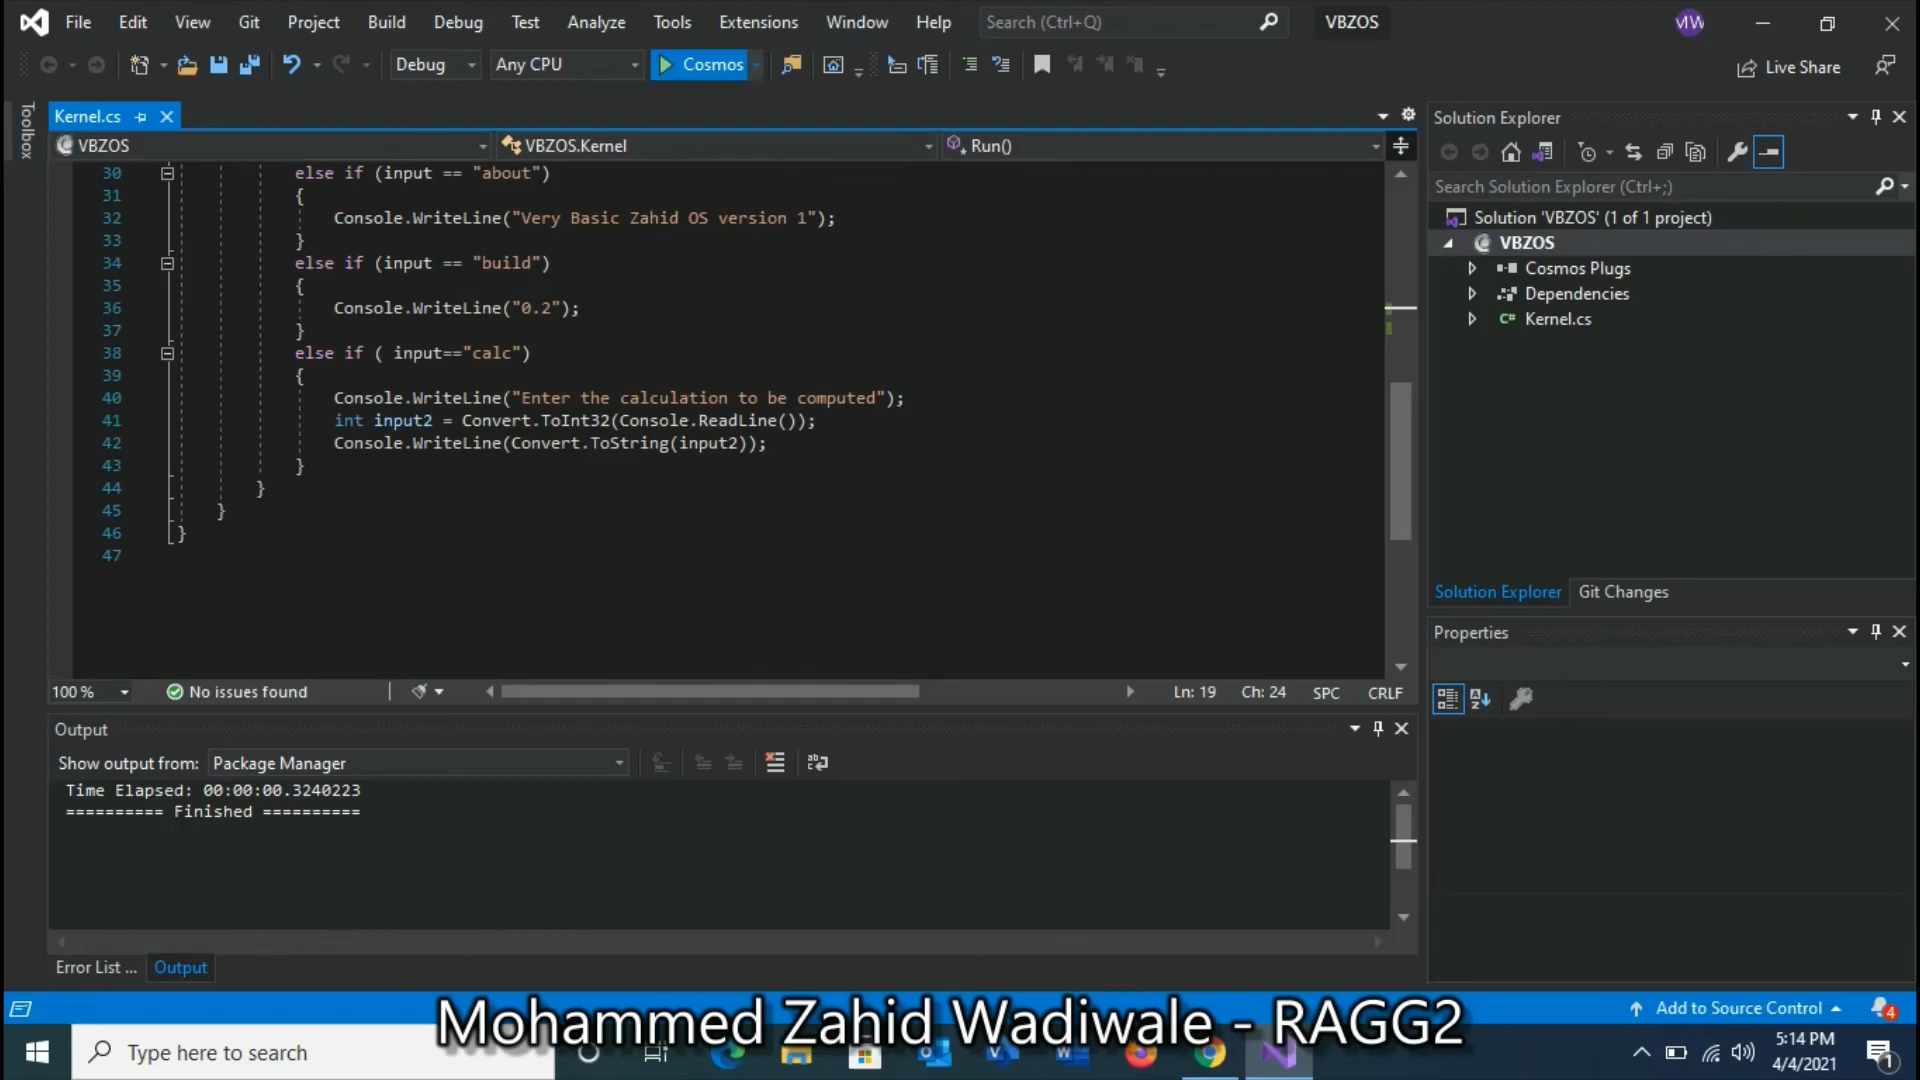 File Edit View Git Project Build Debug Test Analyze Tools Extensions Window Help Search (Ctrl+Q) VBZOS MW
Debug Any CPU Cosmos Live Share
Toolbox
Kernel.cs
VBZOS VBZOS.Kernel Run()
30 else if (input == "about")
31 {
32 Console.WriteLine("Very Basic Zahid OS version 1");
33 }
34 else if (input == "build")
35 {
36 Console.WriteLine("0.2");
37 }
38 else if ( input=="calc")
39 {
40 Console.WriteLine("Enter the calculation to be computed");
41 int input2 = Convert.ToInt32(Console.ReadLine());
42 Console.WriteLine(Convert.ToString(input2));
43 }
44 }
45 }
46 }
47
100 % No issues found Ln: 19 Ch: 24 SPC CRLF
Output
Show output from: Package Manager
Time Elapsed: 00:00:00.3240223
========== Finished ==========
Error List ... Output
Solution Explorer
Search Solution Explorer (Ctrl+;)
Solution 'VBZOS' (1 of 1 project)
VBZOS
Cosmos Plugs
Dependencies
C# Kernel.cs
Solution Explorer Git Changes
Properties
Add to Source Control 4
Mohammed Zahid Wadiwale - RAGG2
Type here to search
5:14 PM
4/4/2021
1